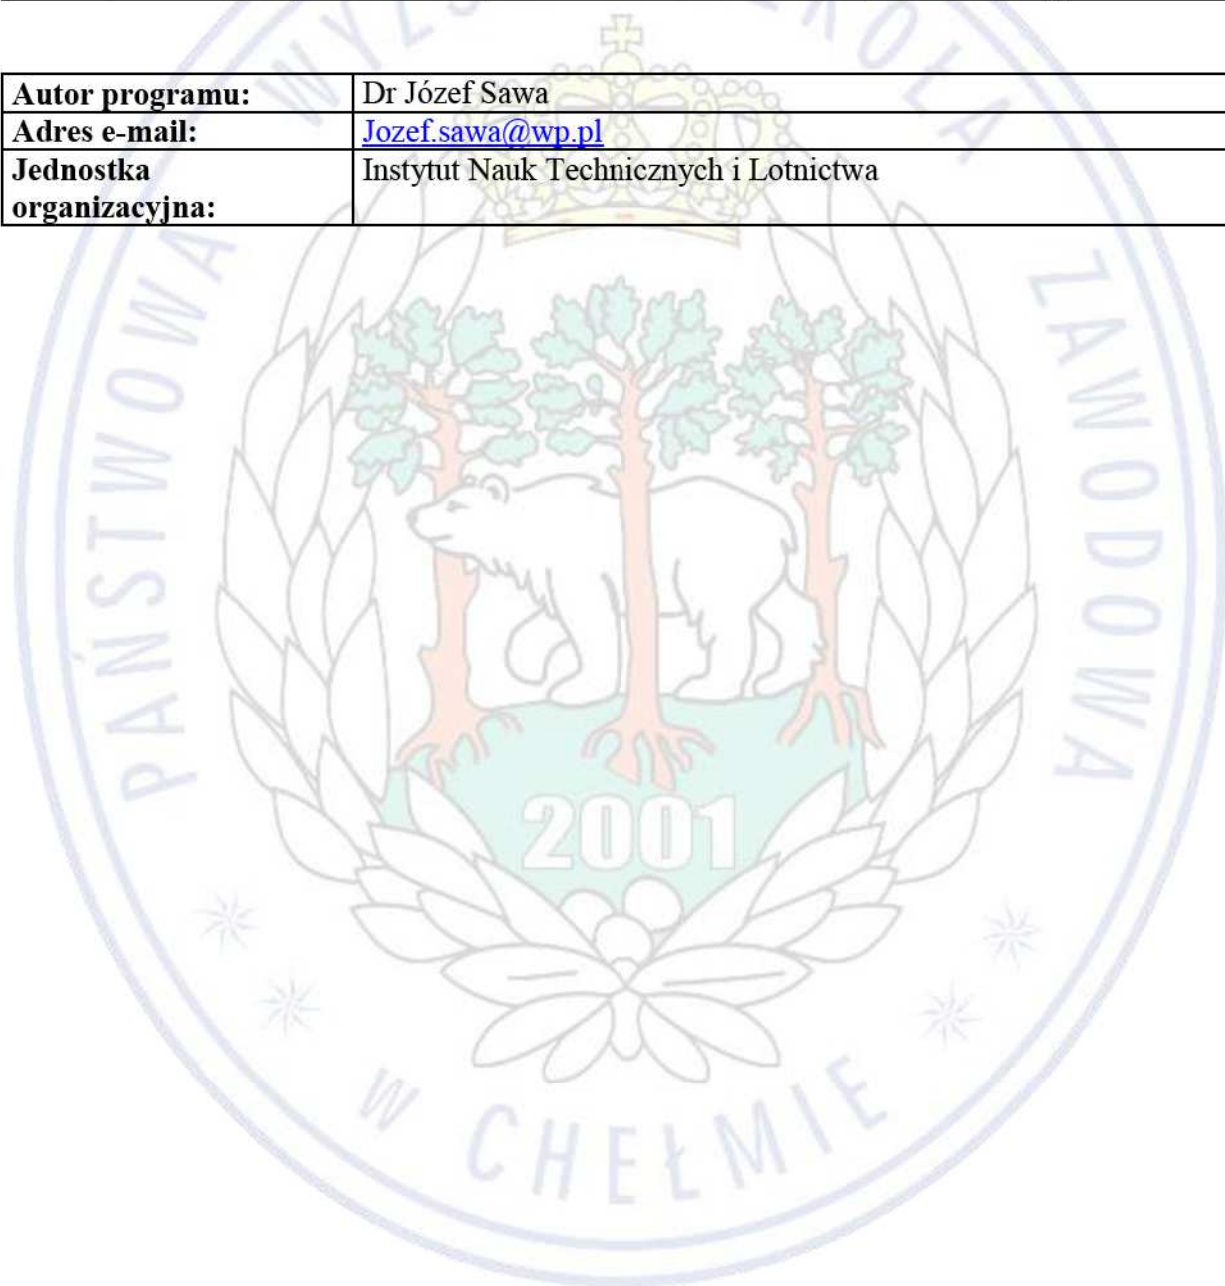 Autor programu: Dr Józef Sawa
Adres e-mail: Jozef.sawa@wp.pl
Jednostka organizacyjna: Instytut Nauk Technicznych i Lotnictwa
PAŃSTWOWA WYŻSZA SZKOŁA ZAWODOWA
2001
W CHEŁMIE